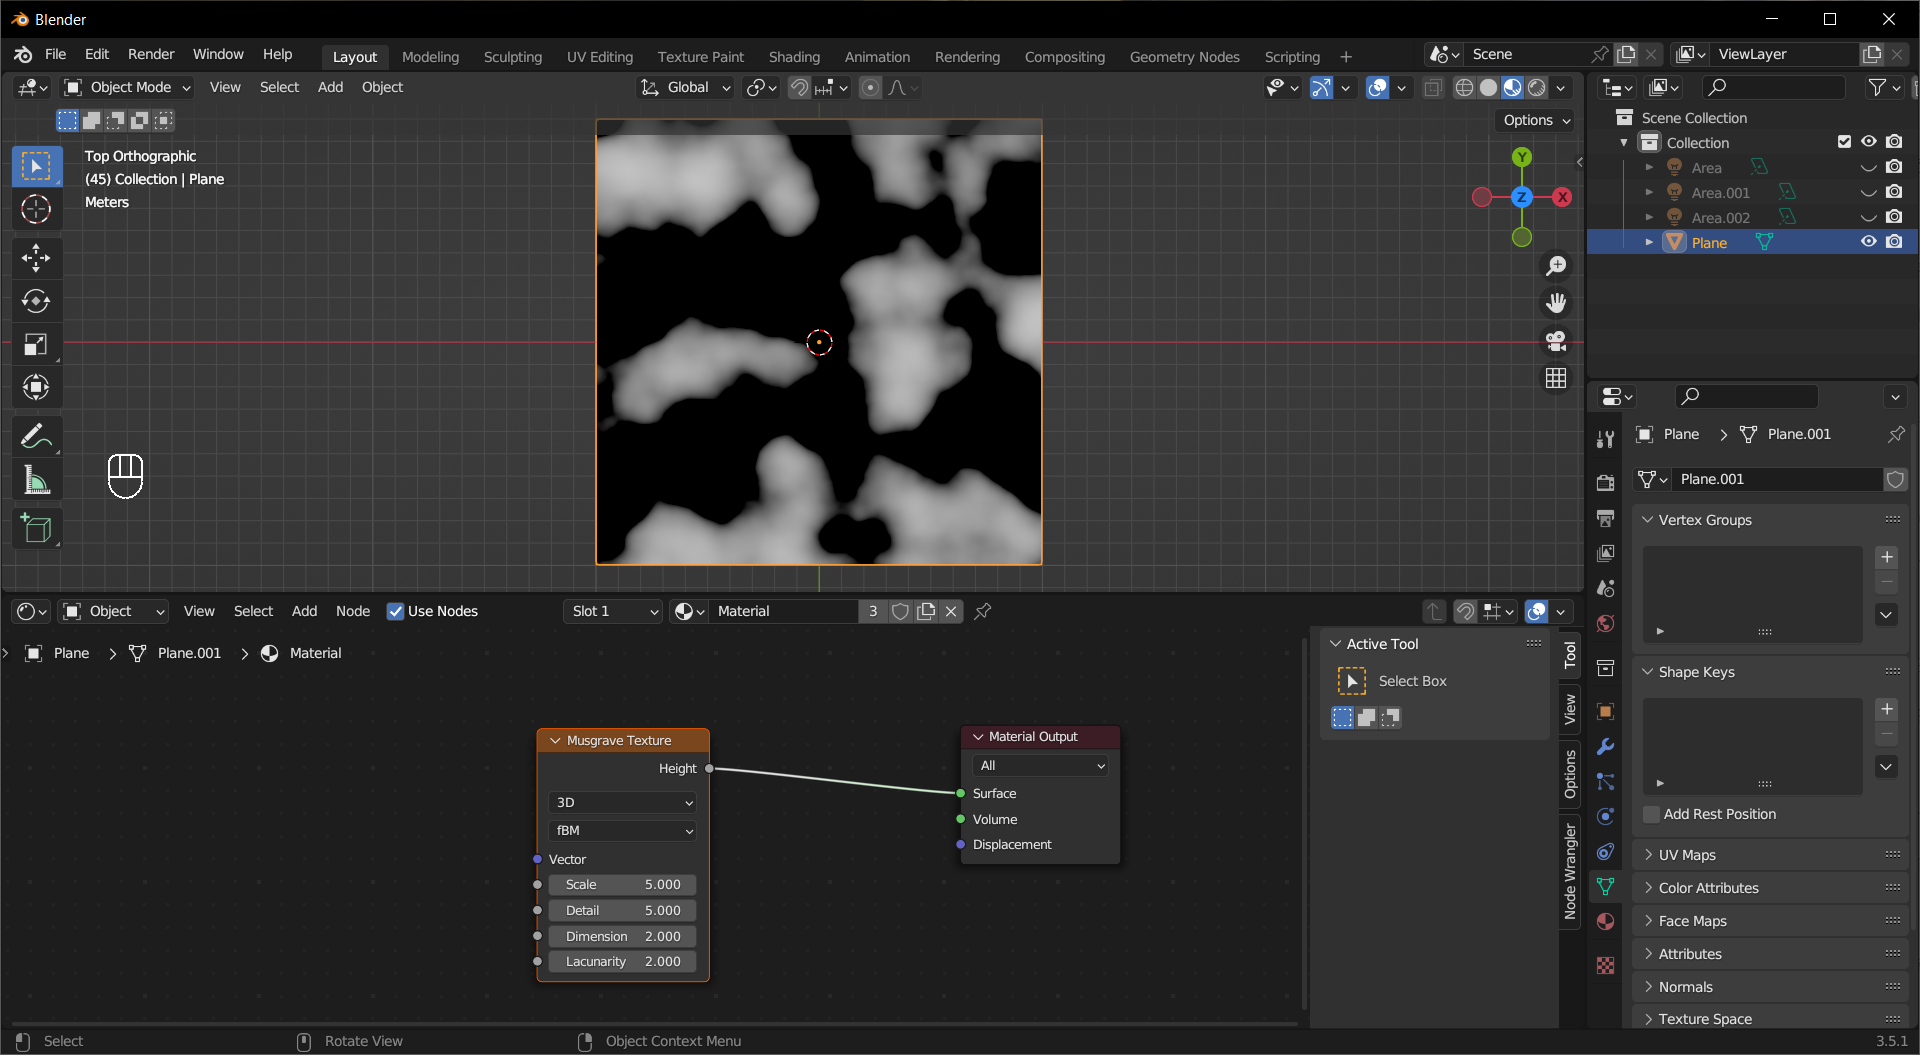 Blender
File Edit Render Window Help Layout Modeling Sculpting UV Editing Texture Paint Shading Animation Rendering Compositing Geometry Nodes Scripting + Scene ViewLayer
Object Mode View Select Add Object Global
Options
Top Orthographic
(45) Collection | Plane
Meters
Y
X
Z
Scene Collection
Collection
Area
Area.001
Area.002
Plane
Plane Plane.001
Plane.001
Vertex Groups
Shape Keys
Add Rest Position
UV Maps
Color Attributes
Face Maps
Attributes
Normals
Texture Space
Object View Select Add Node Use Nodes Slot 1 Material 3
Plane Plane.001 Material
Active Tool
Select Box
Tool
View
Options
Node Wrangler
Musgrave Texture
Height
3D
fBM
Vector
Scale 5.000
Detail 5.000
Dimension 2.000
Lacunarity 2.000
Material Output
All
Surface
Volume
Displacement
Select Rotate View Object Context Menu 3.5.1